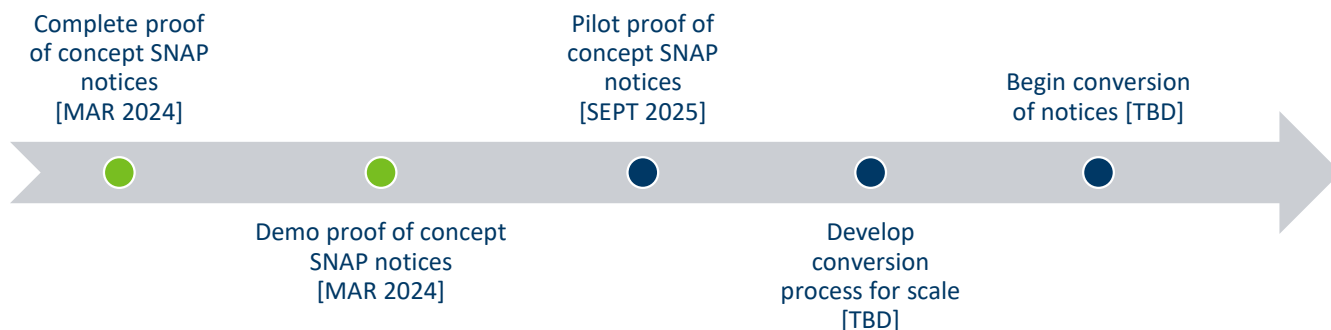 Complete proof
of concept SNAP
notices
[MAR 2024]
Demo proof of concept
SNAP notices
[MAR 2024]
Pilot proof of
concept SNAP
notices
[SEPT 2025]
Develop
conversion
process for scale
[TBD]
Begin conversion
of notices [TBD]